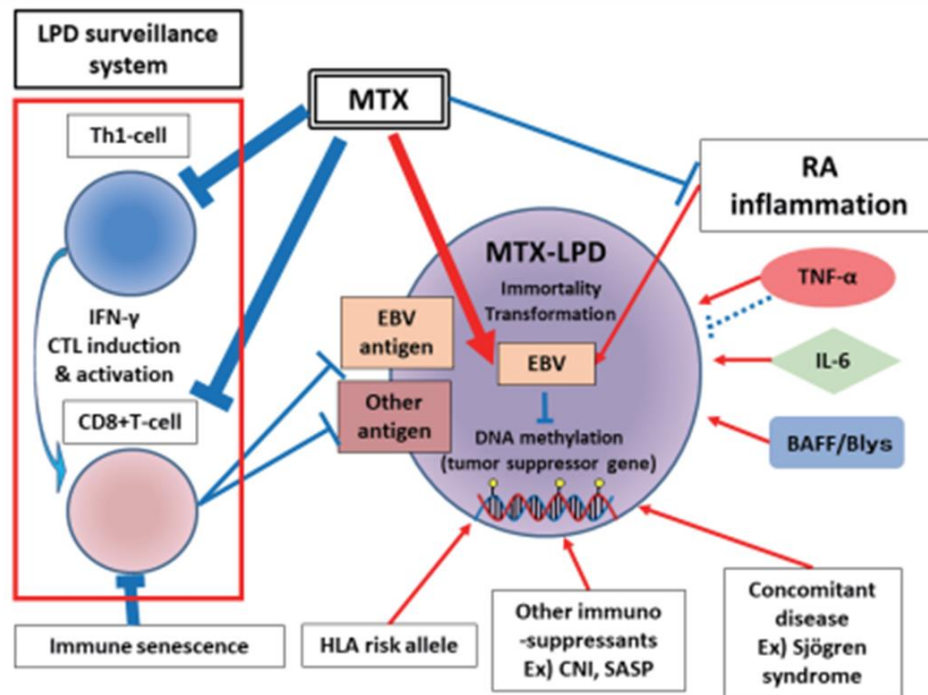 LPD surveillance
system
MTX
Th1-cell
RA
inflammation
MTX-LPD
Immortality
Transformation
TNF-α
IFN-γ
CTL induction
& activation
EBV
antigen
EBV
IL-6
Other
antigen
CD8+T-cell
DNA methylation
(tumor suppressor gene)
BAFF/Blys
Immune senescence
HLA risk allele
Other immuno
-suppressants
Ex) CNI, SASP
Concomitant
disease
Ex) Sjögren
syndrome